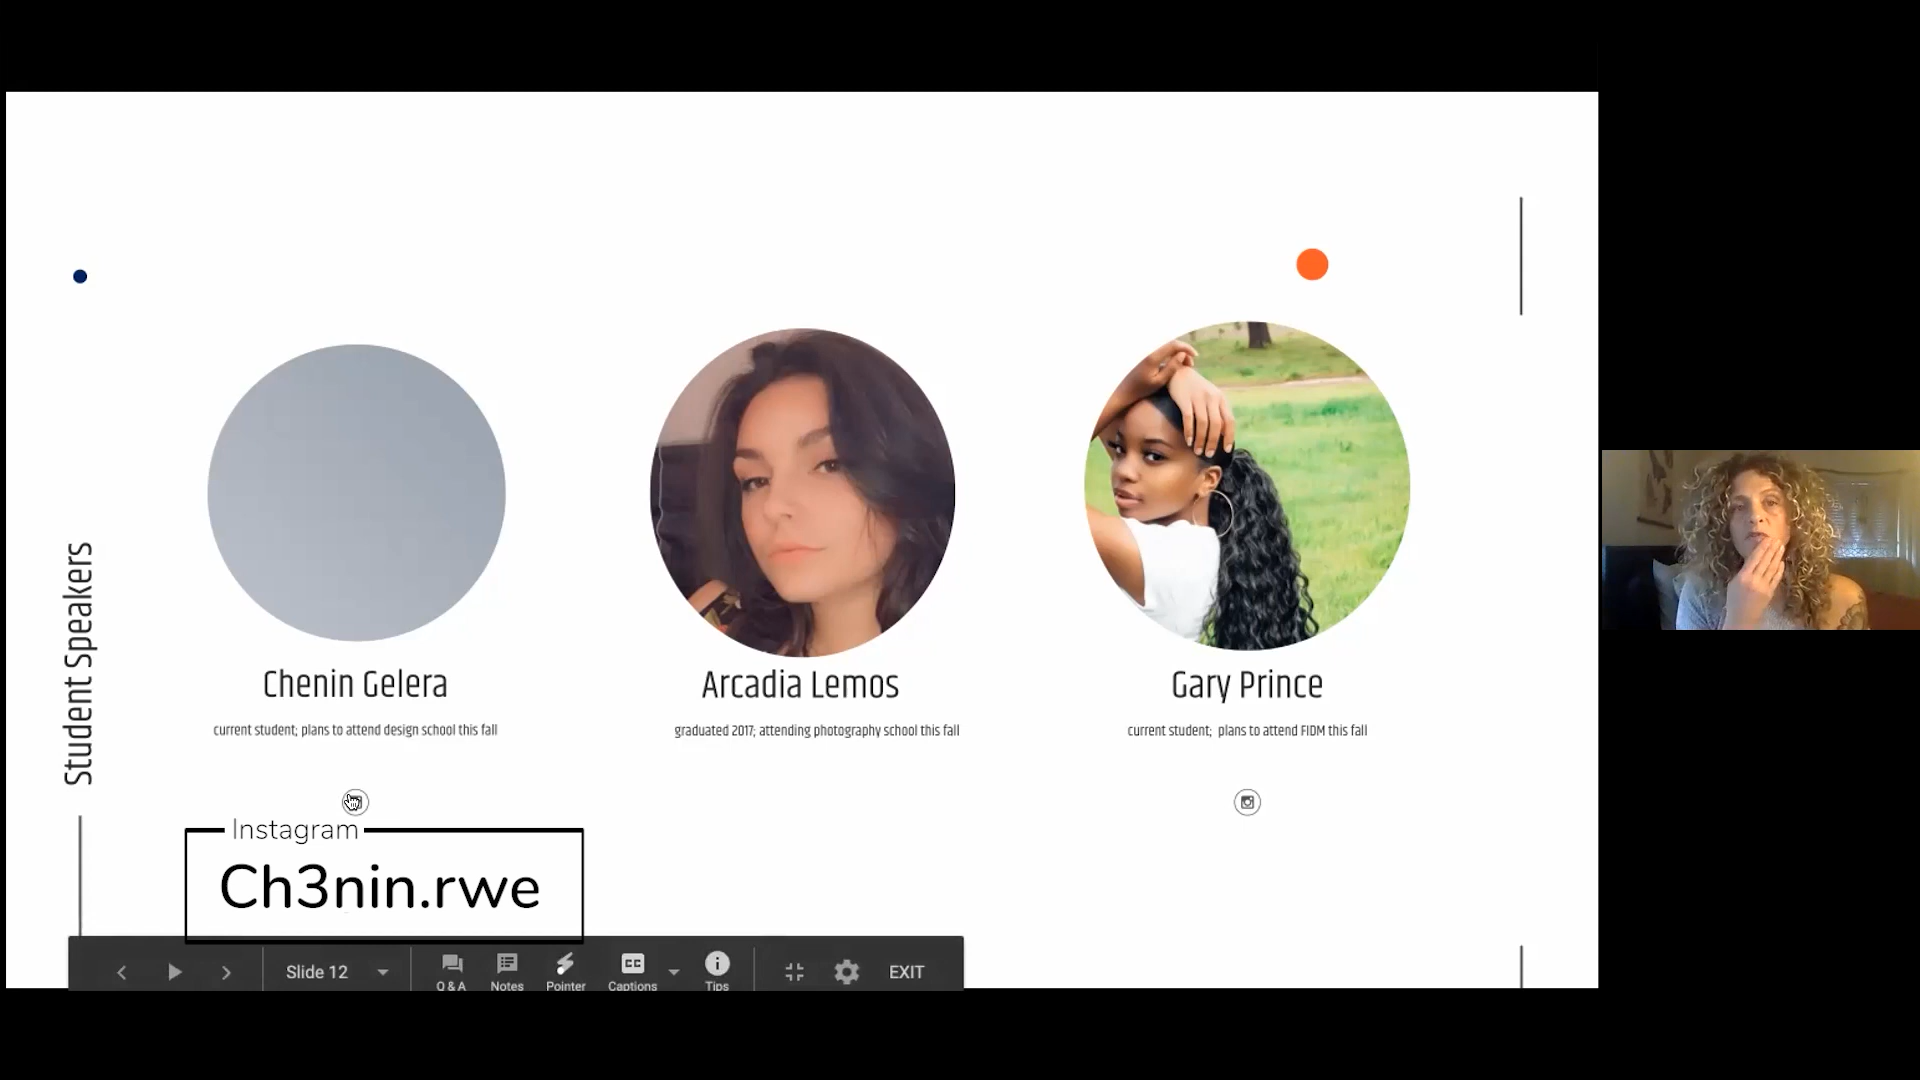 Student Speakers
Chenin Gelera
current student; plans to attend design school this fall
Arcadia Lemos
graduated 2017; attending photography school this fall
Gary Prince
current student; plans to attend FIDM this fall
Instagram
Ch3nin.rwe
Slide 12
Q & A
Notes
Pointer
CC
Captions
Tips
EXIT